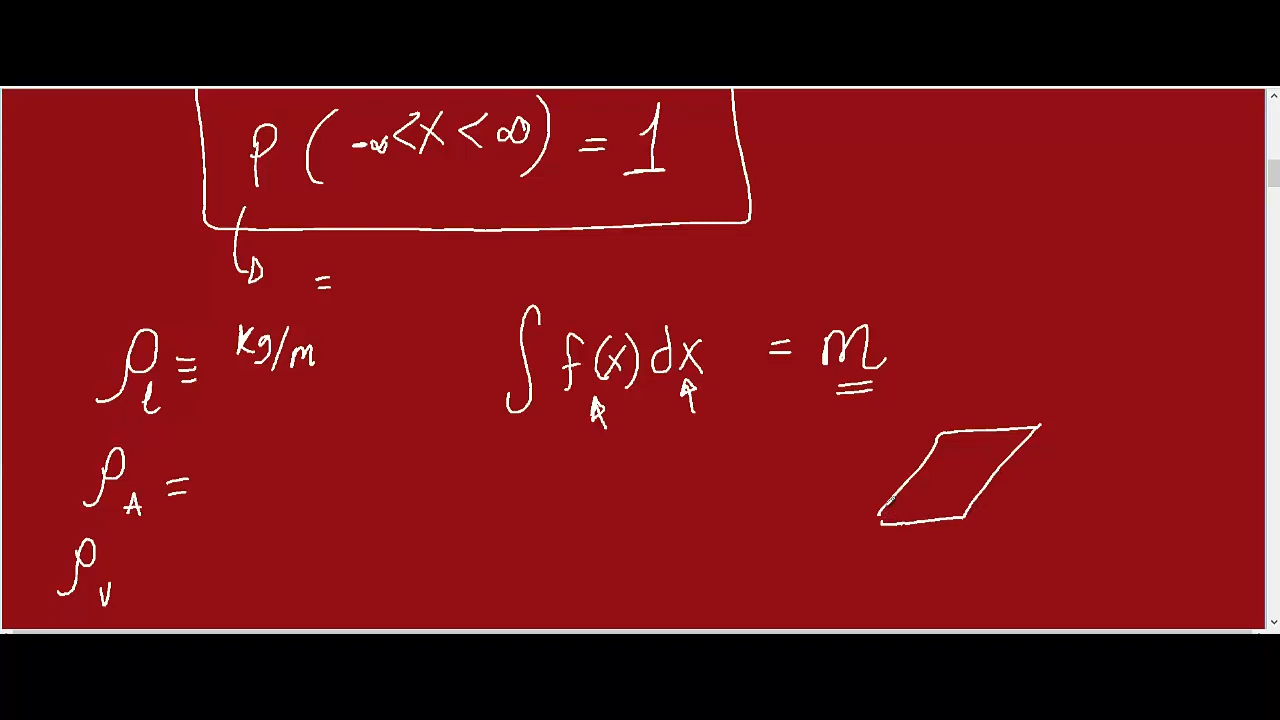 P ( -∞ < X < ∞ ) = 1
=
ρ_l ≡ Kg/m
∫ f(x) dx = m
ρ_A =
ρ_V